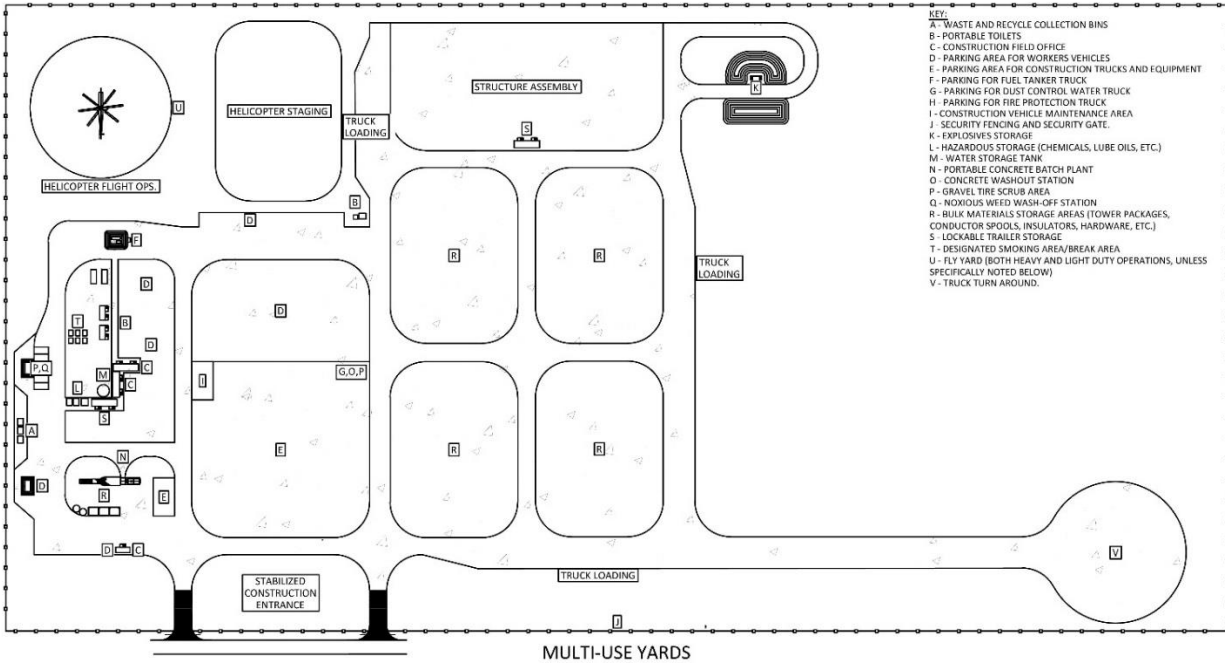 KEY:
A - WASTE AND RECYCLE COLLECTION BINS
B - PORTABLE TOILETS
C - CONSTRUCTION FIELD OFFICE
D - PARKING AREA FOR WORKERS VEHICLES
E - PARKING AREA FOR CONSTRUCTION TRUCKS AND EQUIPMENT
F - PARKING FOR FUEL TANKER TRUCK
G - PARKING FOR DUST CONTROL WATER TRUCK
H - PARKING FOR FIRE PROTECTION TRUCK
I - CONSTRUCTION VEHICLE MAINTENANCE AREA
J - SECURITY FENCING AND SECURITY GATE.
K - EXPLOSIVES STORAGE
L - HAZARDOUS STORAGE (CHEMICALS, LUBE OILS, ETC.)
M - WATER STORAGE TANK
N - PORTABLE CONCRETE BATCH PLANT
O - CONCRETE WASHOUT STATION
P - GRAVEL TIRE SCRUB AREA
Q - NOXIOUS WEED WASH-OFF STATION
R - BULK MATERIALS STORAGE AREAS (TOWER PACKAGES,
CONDUCTOR SPOOLS, INSULATORS, HARDWARE, ETC.)
S - LOCKABLE TRAILER STORAGE
T - DESIGNATED SMOKING AREA/BREAK AREA
U - FLY YARD (BOTH HEAVY AND LIGHT DUTY OPERATIONS, UNLESS
SPECIFICALLY NOTED BELOW)
V - TRUCK TURN AROUND.
STRUCTURE ASSEMBLY
K
U
HELICOPTER STAGING
TRUCK
LOADING
S
HELICOPTER FLIGHT OPS.
B
D
F
R
R
TRUCK
LOADING
D
D
T
B
D
P,Q
C
M
C
G,O,P
I
L
S
A
E
R
R
N
D
R
E
D
C
V
TRUCK LOADING
STABILIZED
CONSTRUCTION
ENTRANCE
J
MULTI-USE YARDS